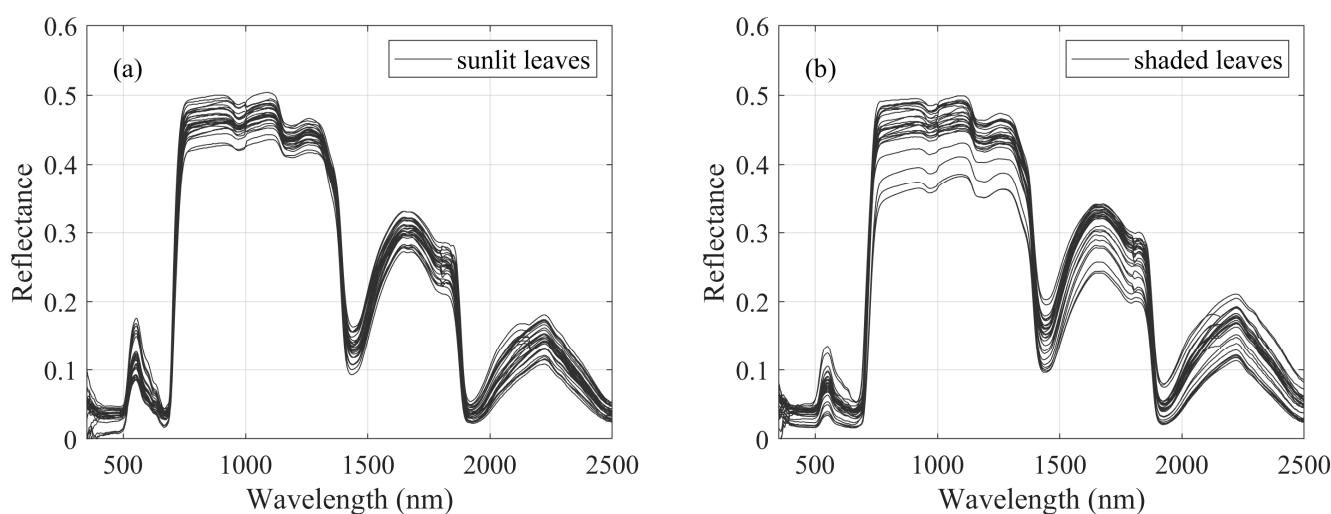 (a)
sunlit leaves
0.6
0.5
0.4
0.3
0.2
0.1
0
Reflectance
500 1000 1500 2000 2500
Wavelength (nm)
(b)
shaded leaves
0.6
0.5
0.4
0.3
0.2
0.1
0
Reflectance
500 1000 1500 2000 2500
Wavelength (nm)